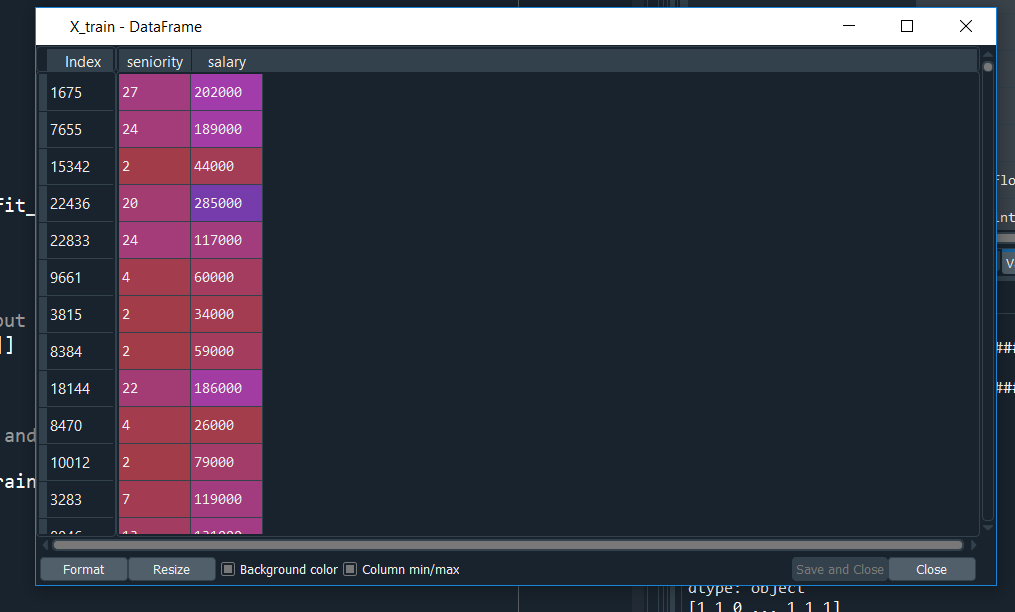 X_train - DataFrame
Index seniority salary
1675 27 202000
7655 24 189000
15342 2 44000
22436 20 285000
22833 24 117000
9661 4 60000
3815 2 34000
8384 2 59000
18144 22 186000
8470 4 26000
10012 2 79000
3283 7 119000
Format Resize Background color Column min/max Save and Close Close
fit_
out
]]
and
rain
flo
int
V
###
###
dtype: object
[1 1 0 ... 1 1 1]